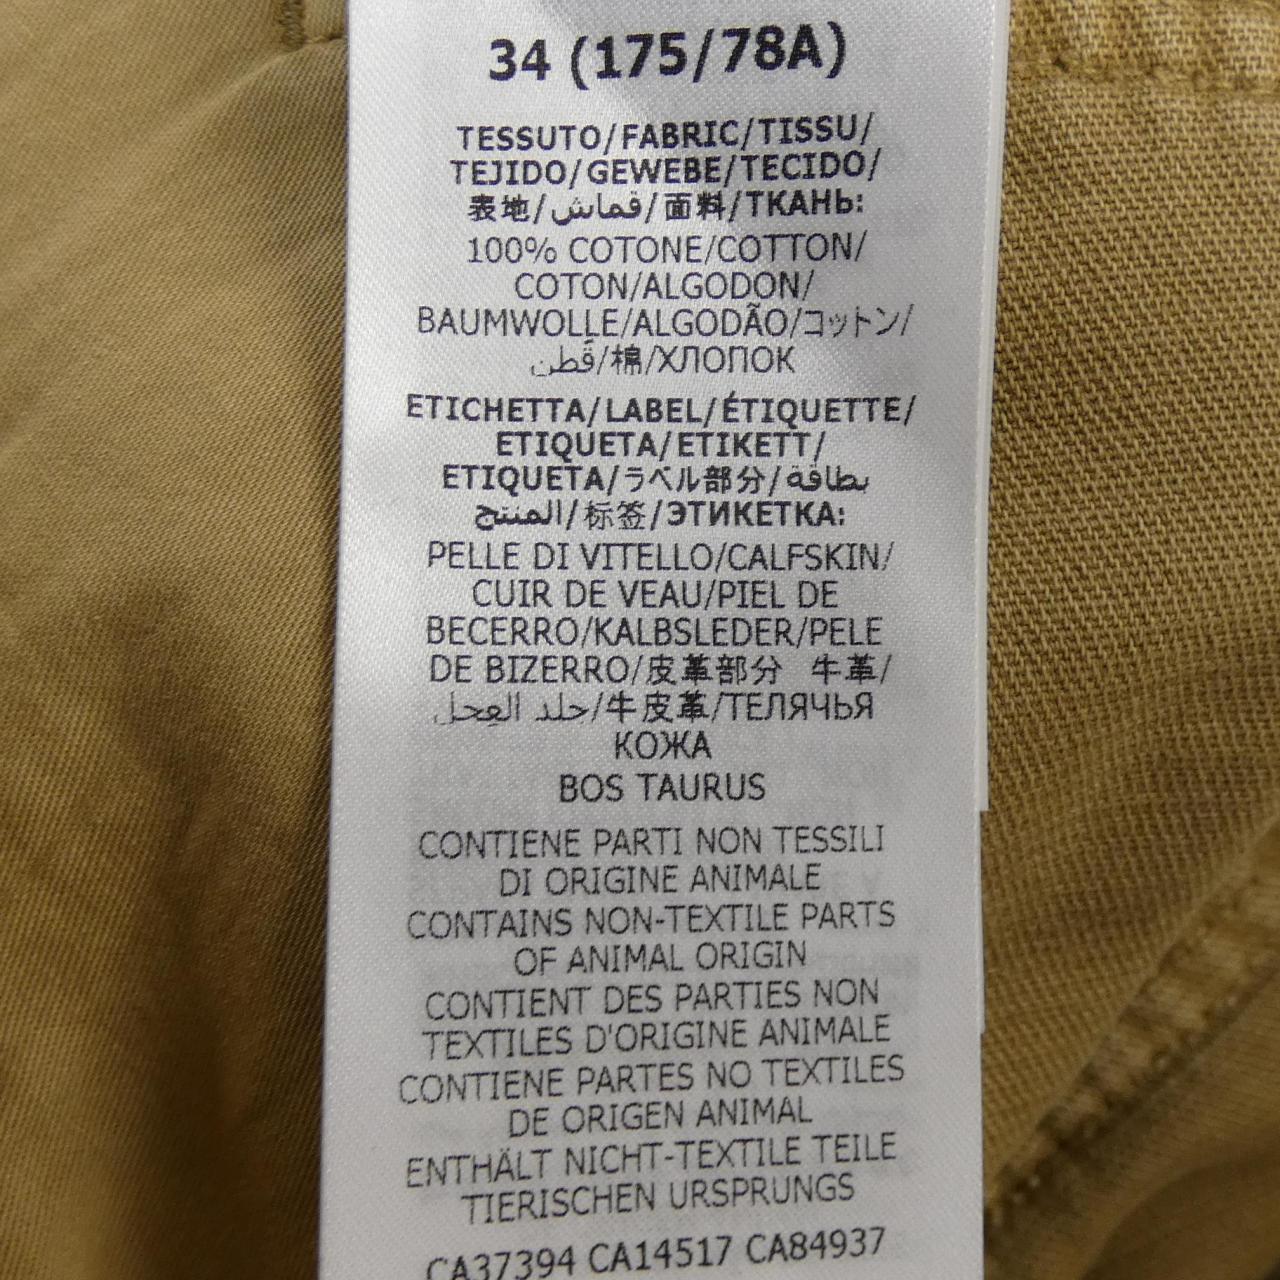 34 (175/78A)
TESSUTO/FABRIC/TISSU/
TEJIDO/GEWEBE/TECIDO/
表地/قماش/面料/ТКАНЬ:
100% COTONE/COTTON/
COTON/ALGODON/
BAUMWOLLE/ALGODÃO/コットン/
قُطن/棉/ХЛОПОК
ETICHETTA/LABEL/ÉTIQUETTE/
ETIQUETA/ETIKETT/
ETIQUETA/ラベル部分/بطاقة
المنتج/标签/ЭТИКЕТКА:
PELLE DI VITELLO/CALFSKIN/
CUIR DE VEAU/PIEL DE
BECERRO/KALBSLEDER/PELE
DE BIZERRO/皮革部分 牛革/
جلد العِجل/牛皮革/ТЕЛЯЧЬЯ
КОЖА
BOS TAURUS
CONTIENE PARTI NON TESSILI
DI ORIGINE ANIMALE
CONTAINS NON-TEXTILE PARTS
OF ANIMAL ORIGIN
CONTIENT DES PARTIES NON
TEXTILES D'ORIGINE ANIMALE
CONTIENE PARTES NO TEXTILES
DE ORIGEN ANIMAL
ENTHÄLT NICHT-TEXTILE TEILE
TIERISCHEN URSPRUNGS
CA37394 CA14517 CA84937